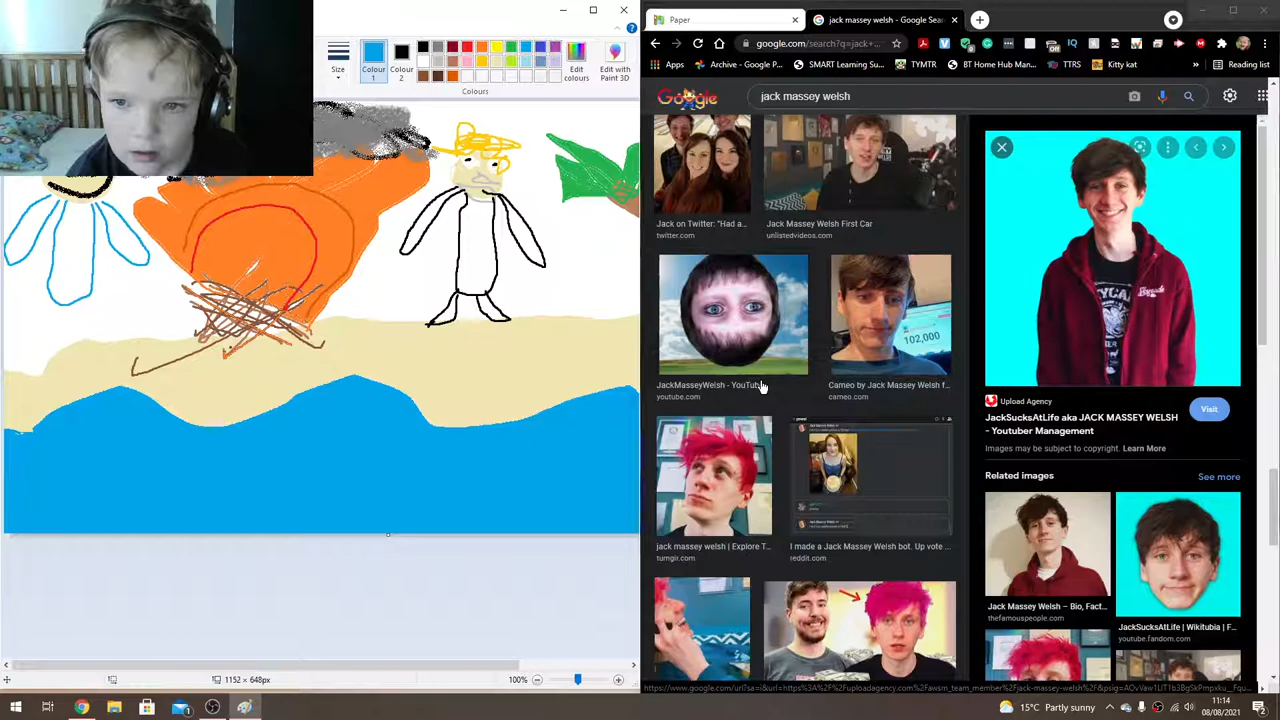 Paper
jack massey welsh - Google Sear
google.com/search?q=jack+...
Apps
Archive - Google P...
SMART Learning Su...
TYMTR
BT Home Hub Mana...
TTRS
Kitty kat
Reading list
Size
Colour 1
Colour 2
Edit colours
Edit with Paint 3D
Colours
Google
jack massey welsh
Jack on Twitter: "Had a...
twitter.com
Jack Massey Welsh First Car
unlistedvideos.com
102,000
JackMasseyWelsh - YouTube
youtube.com
Cameo by Jack Massey Welsh f...
cameo.com
jack massey welsh | Explore T...
tumgir.com
I made a Jack Massey Welsh bot. Up vote ...
reddit.com
Upload Agency
JackSucksAtLife aka JACK MASSEY WELSH
- Youtuber Management
Visit
Images may be subject to copyright. Learn More
Related images
See more
Jack Massey Welsh – Bio, Fact...
thefamouspeople.com
JackSucksAtLife | Wikitubia | F...
youtube.fandom.com
1152 × 648px
100%
15°C Partly sunny
11:14
08/08/2021